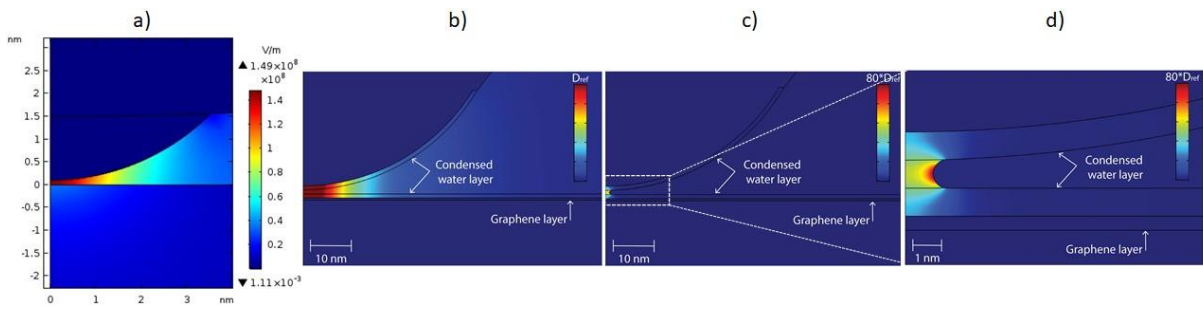 a)
b)
c)
d)
nm
2.5
2
1.5
1
0.5
0
-0.5
-1
-1.5
-2
0
1
2
3
nm
V/m
▲ 1.49×10⁸
×10⁸
1.4
1.2
1
0.8
0.6
0.4
0.2
▼ 1.11×10⁻³
Dref
Condensed
water layer
Graphene layer
10 nm
80*Dref
Condensed
water layer
Graphene layer
10 nm
80*Dref
Condensed
water layer
Graphene layer
1 nm